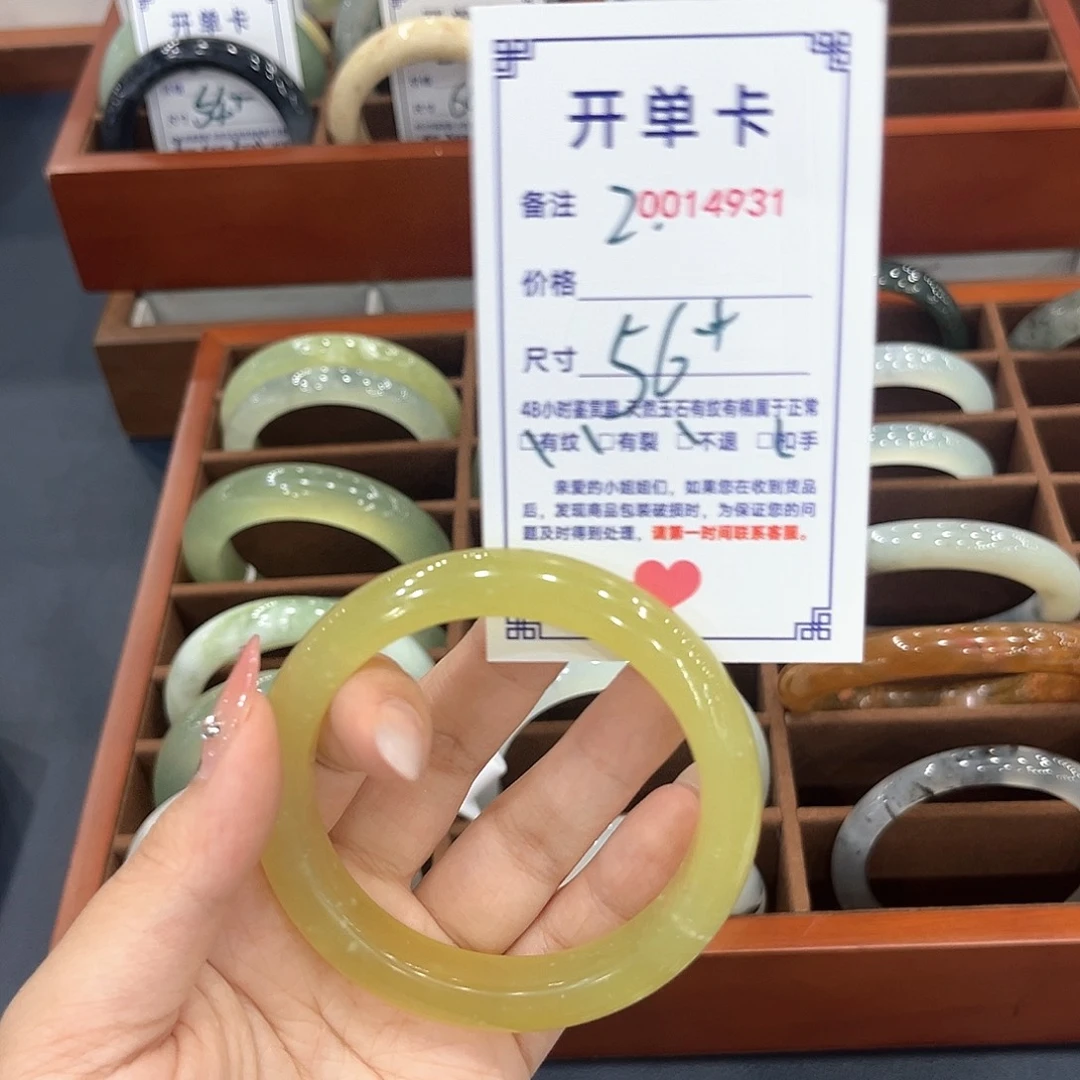 开单卡
54+
开单卡
备注 2.0014931
价格
尺寸 56+
48小时鉴赏期 天然玉石有纹有棉属于正常
□有纹 □有裂 □不退 □扣手
亲爱的小姐姐们，如果您在收到货品
后，发现商品包装破损时，为保证您的问
题及时得到处理，请第一时间联系客服。